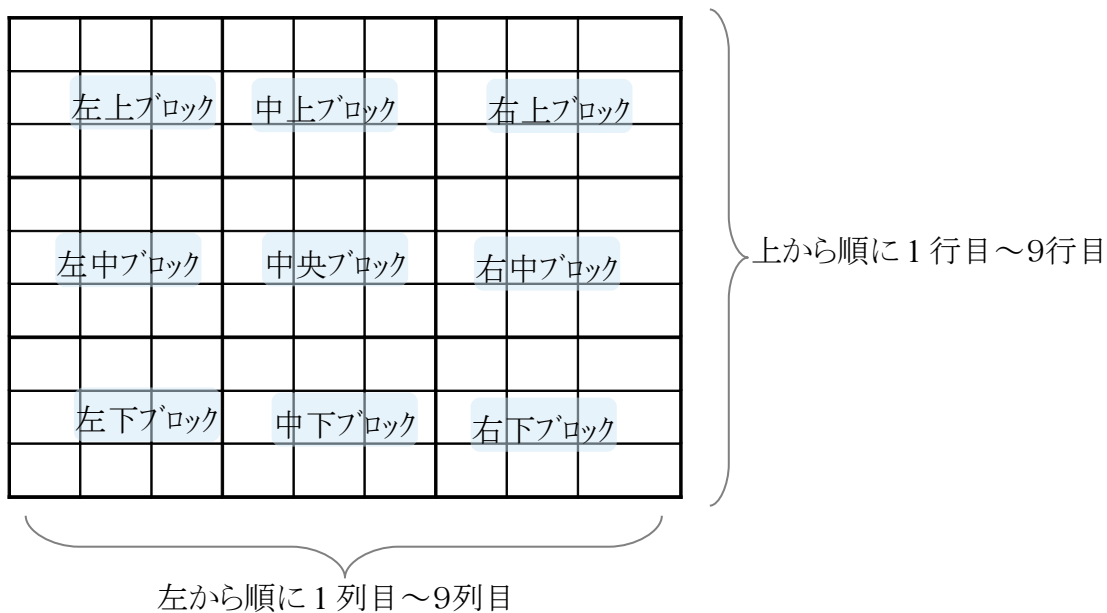 左上ブロック 中上ブロック 右上ブロック
左中ブロック 中央ブロック 右中ブロック
上から順に1行目～9行目
左下ブロック 中下ブロック 右下ブロック
左から順に1列目～9列目